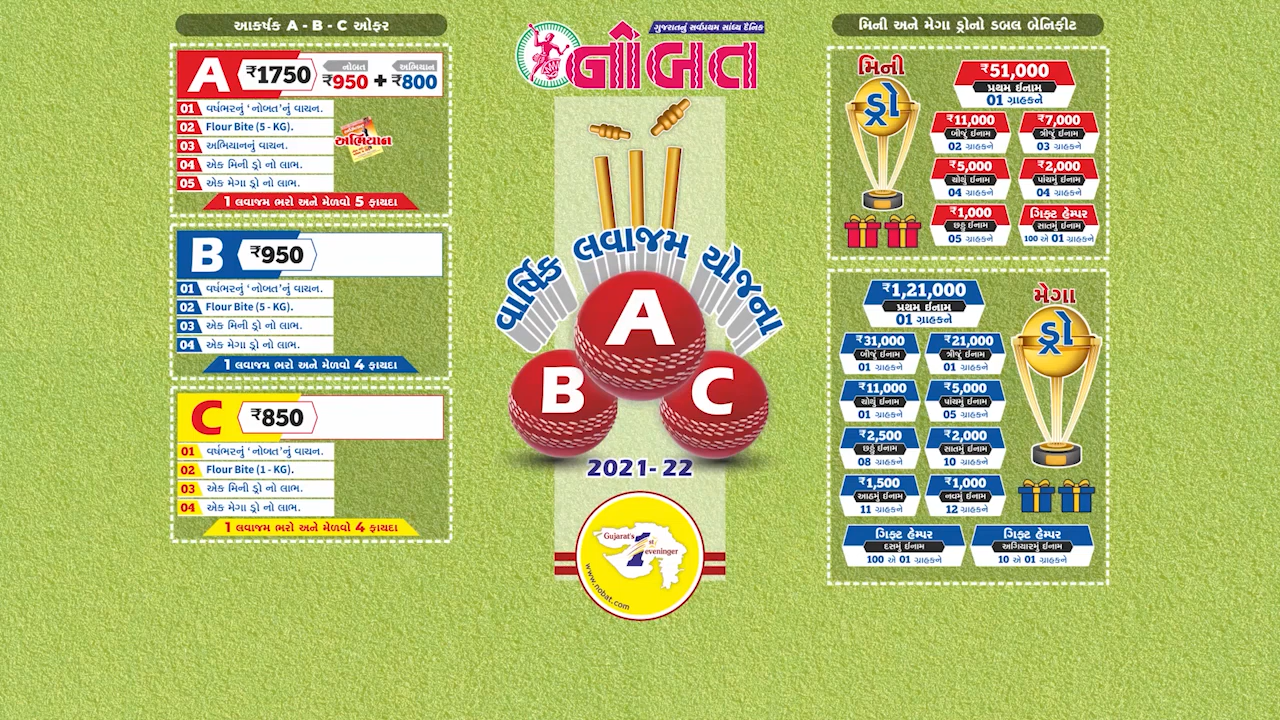 આકર્ષક A - B - C ઓફર
A ₹1750 નોબત ₹950 + અભિયાન ₹800
01 વર્ષભરનું ‘નોબત’નું વાચન.
02 Flour Bite (5 - KG).
03 અભિયાનનું વાચન.
04 એક મિની ડ્રો નો લાભ.
05 એક મેગા ડ્રો નો લાભ.
અભિયાન
1 લવાજમ ભરો અને મેળવો 5 ફાયદા
B ₹950
01 વર્ષભરનું ‘નોબત’નું વાચન.
02 Flour Bite (5 - KG).
03 એક મિની ડ્રો નો લાભ.
04 એક મેગા ડ્રો નો લાભ.
1 લવાજમ ભરો અને મેળવો 4 ફાયદા
C ₹850
01 વર્ષભરનું ‘નોબત’નું વાચન.
02 Flour Bite (1 - KG).
03 એક મિની ડ્રો નો લાભ.
04 એક મેગા ડ્રો નો લાભ.
1 લવાજમ ભરો અને મેળવો 4 ફાયદા
ગુજરાતનું સર્વપ્રથમ સાંધ્ય દૈનિક
નોબત
વાર્ષિક લવાજમ યોજના
A
B C
2021- 22
Gujarat's 1st eveninger
www.nobat.com
મિની અને મેગા ડ્રોનો ડબલ બેનિફીટ
મિની
ડ્રો
₹51,000
પ્રથમ ઈનામ
01 ગ્રાહકને
₹11,000 ₹7,000
બીજું ઈનામ ત્રીજું ઈનામ
02 ગ્રાહકને 03 ગ્રાહકને
₹5,000 ₹2,000
ચોથું ઈનામ પાંચમું ઈનામ
04 ગ્રાહકને 04 ગ્રાહકને
₹1,000 ગિફ્ટ હેમ્પર
છઠ્ઠુ ઈનામ સાતમું ઈનામ
05 ગ્રાહકને 100 એ 01 ગ્રાહકને
મેગા
ડ્રો
₹1,21,000
પ્રથમ ઈનામ
01 ગ્રાહકને
₹31,000 ₹21,000
બીજું ઈનામ ત્રીજું ઈનામ
01 ગ્રાહકને 01 ગ્રાહકને
₹11,000 ₹5,000
ચોથું ઈનામ પાંચમું ઈનામ
01 ગ્રાહકને 05 ગ્રાહકને
₹2,500 ₹2,000
છઠ્ઠુ ઈનામ સાતમું ઈનામ
08 ગ્રાહકને 10 ગ્રાહકને
₹1,500 ₹1,000
આઠમું ઈનામ નવમું ઈનામ
11 ગ્રાહકને 12 ગ્રાહકને
ગિફ્ટ હેમ્પર ગિફ્ટ હેમ્પર
દસમું ઈનામ અગિયારમું ઈનામ
100 એ 01 ગ્રાહકને 10 એ 01 ગ્રાહકને